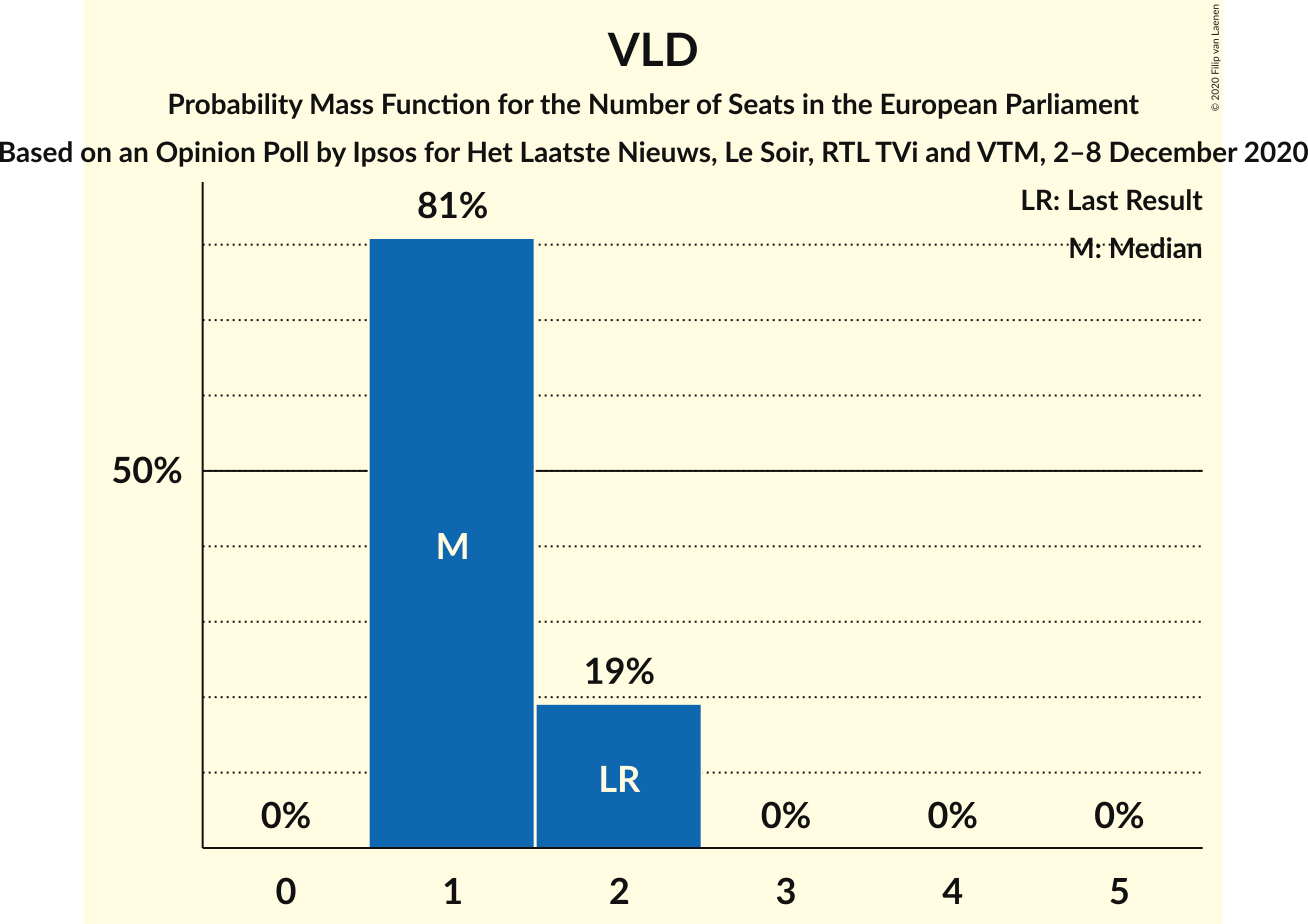 VLD
Probability Mass Function for the Number of Seats in the European Parliament
Based on an Opinion Poll by Ipsos for Het Laatste Nieuws, Le Soir, RTL TVi and VTM, 2–8 December 2020
© 2020 Filip van Laenen
LR: Last Result
M: Median
81%
50%
M
19%
LR
0%
0%
0%
0%
0 1 2 3 4 5